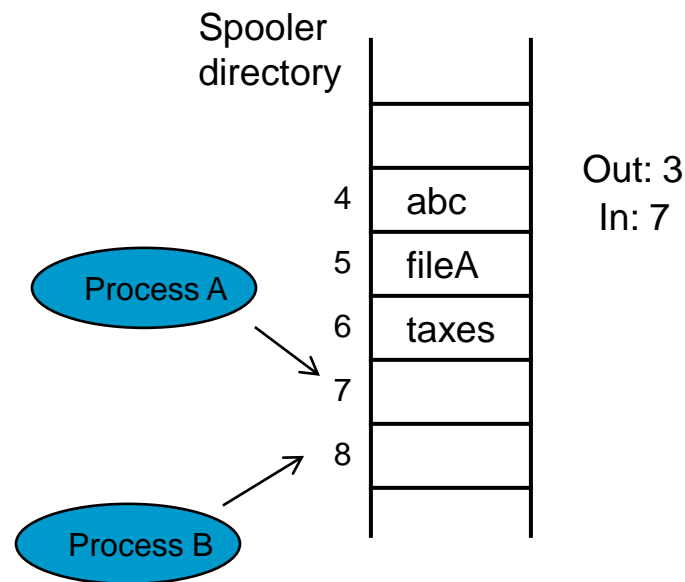 Spooler
directory
Out: 3
In: 7
4 abc
5 fileA
Process A
6 taxes
7
8
Process B